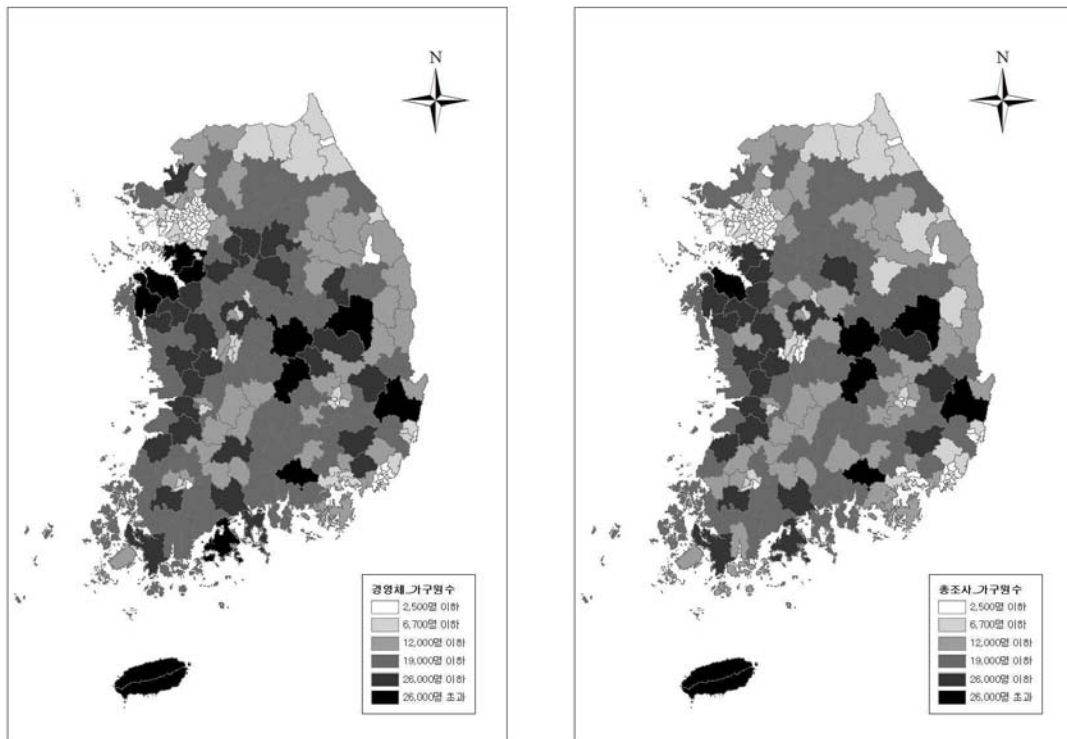 N
경영체_가구원수
2,500명 이하
6,700명 이하
12,000명 이하
19,000명 이하
26,000명 이하
26,000명 초과
N
총조사_가구원수
2,500명 이하
6,700명 이하
12,000명 이하
19,000명 이하
26,000명 이하
26,000명 초과